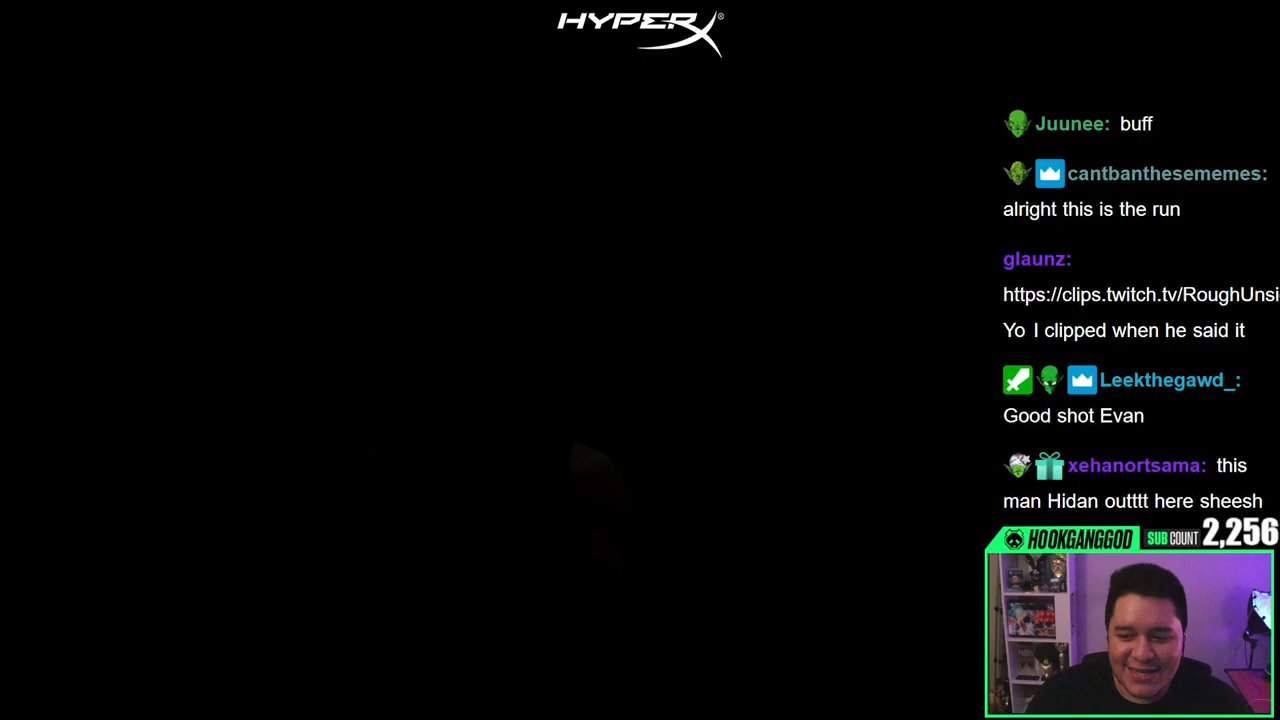 HYPERX®
Juunee: buff
cantbanthesememes:
alright this is the run
glaunz:
https://clips.twitch.tv/RoughUnsi
Yo I clipped when he said it
Leekthegawd_:
Good shot Evan
xehanortsama: this
man Hidan outttt here sheesh
HOOKGANGGOD SUB COUNT 2,256